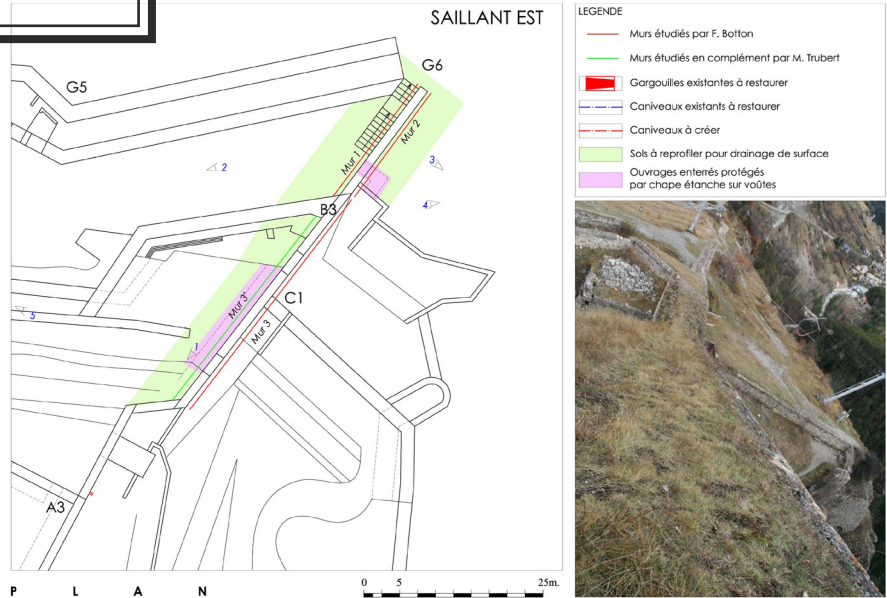 SAILLANT EST
G5
G6
Mur 1
Mur 2
2
3
4
B3
C1
Mur 3'
Mur 3
5
1
A3
P L A N
0 5 25m.
LEGENDE
Murs étudiés par F. Botton
Murs étudiés en complément par M. Trubert
Gargouilles existantes à restaurer
Caniveaux existants à restaurer
Caniveaux à créer
Sols à reprofiler pour drainage de surface
Ouvrages enterrés protégés
par chape étanche sur voûtes